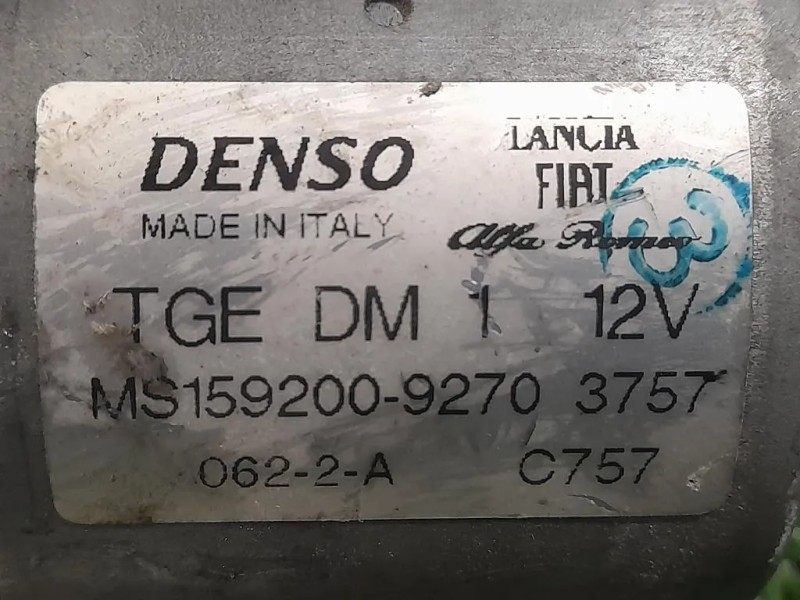 DENSO
MADE IN ITALY
LANCIA
FIAT
Alfa Romeo
TGE DM 1 12V
MS159200-9270 3757
062-2-A C757